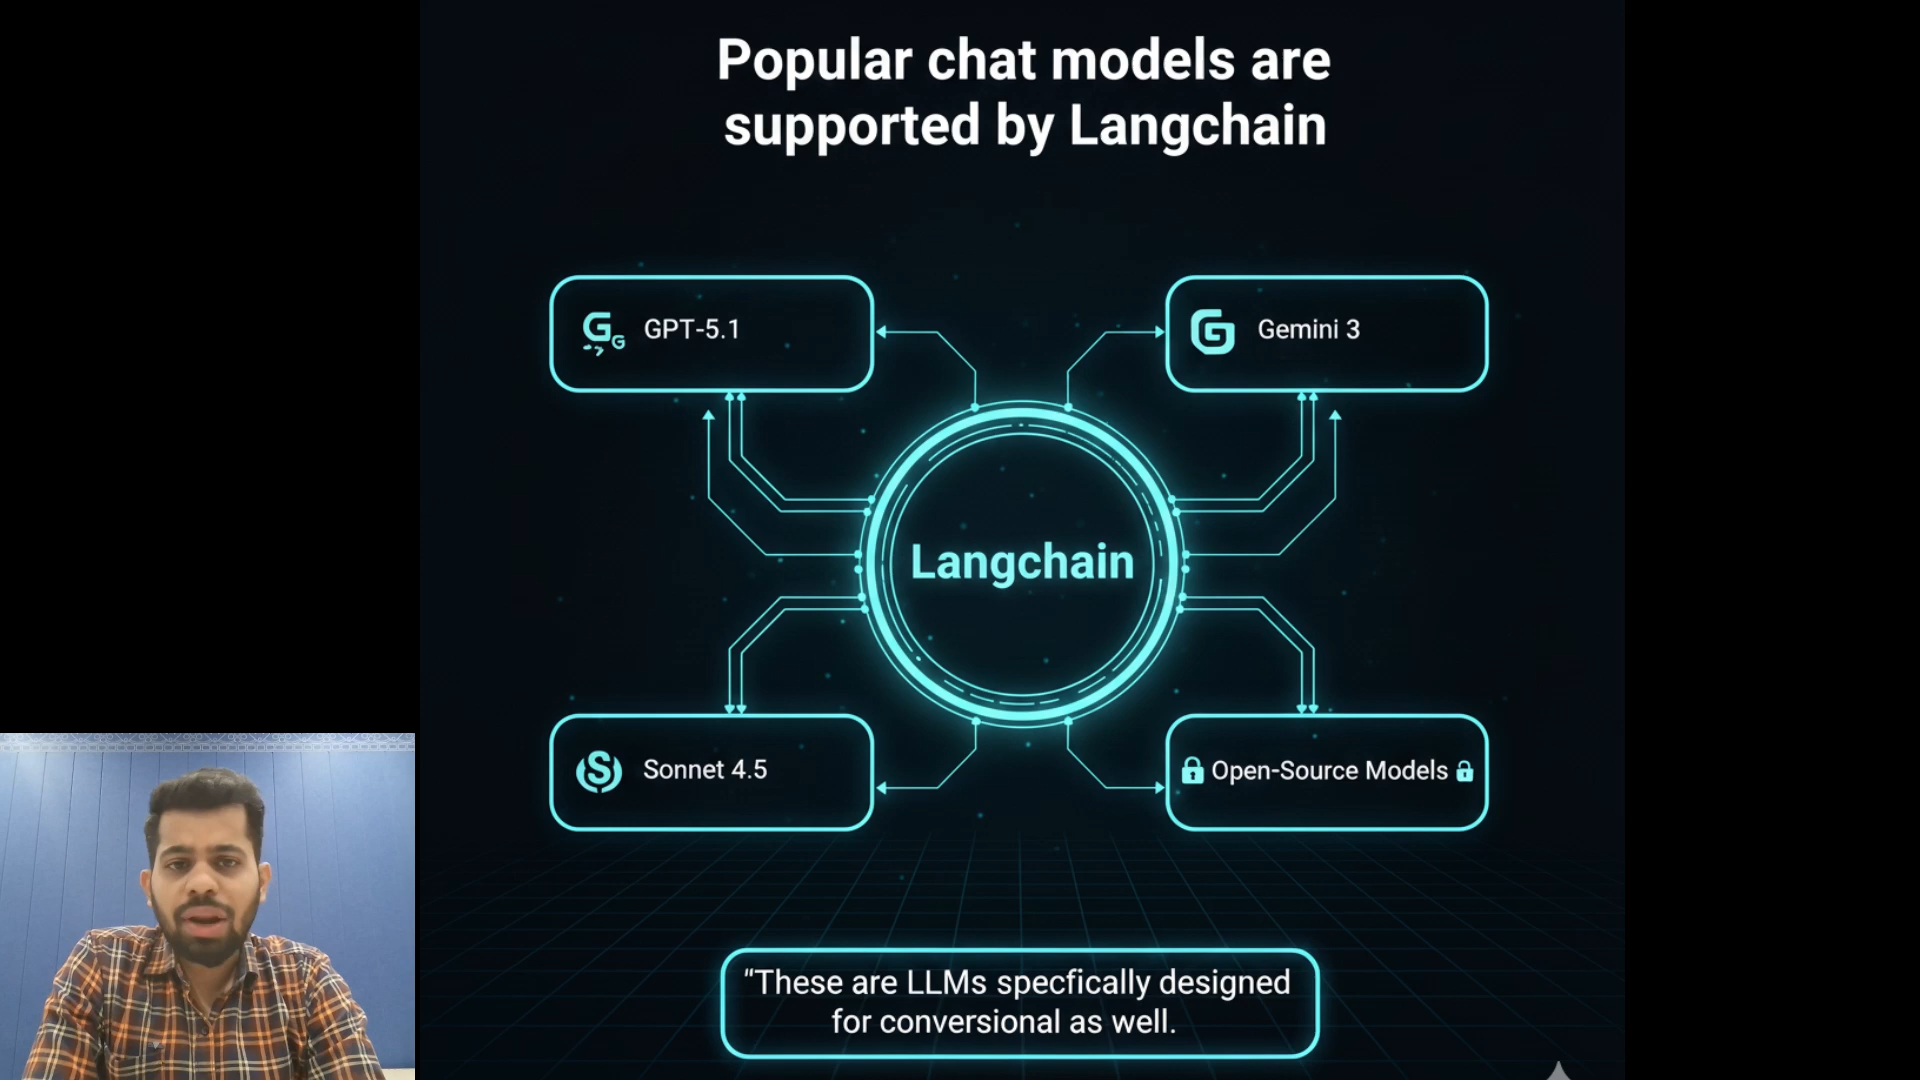 Popular chat models are
supported by Langchain
GPT-5.1
Gemini 3
Langchain
Sonnet 4.5
Open-Source Models
“These are LLMs specfically designed
for conversional as well.